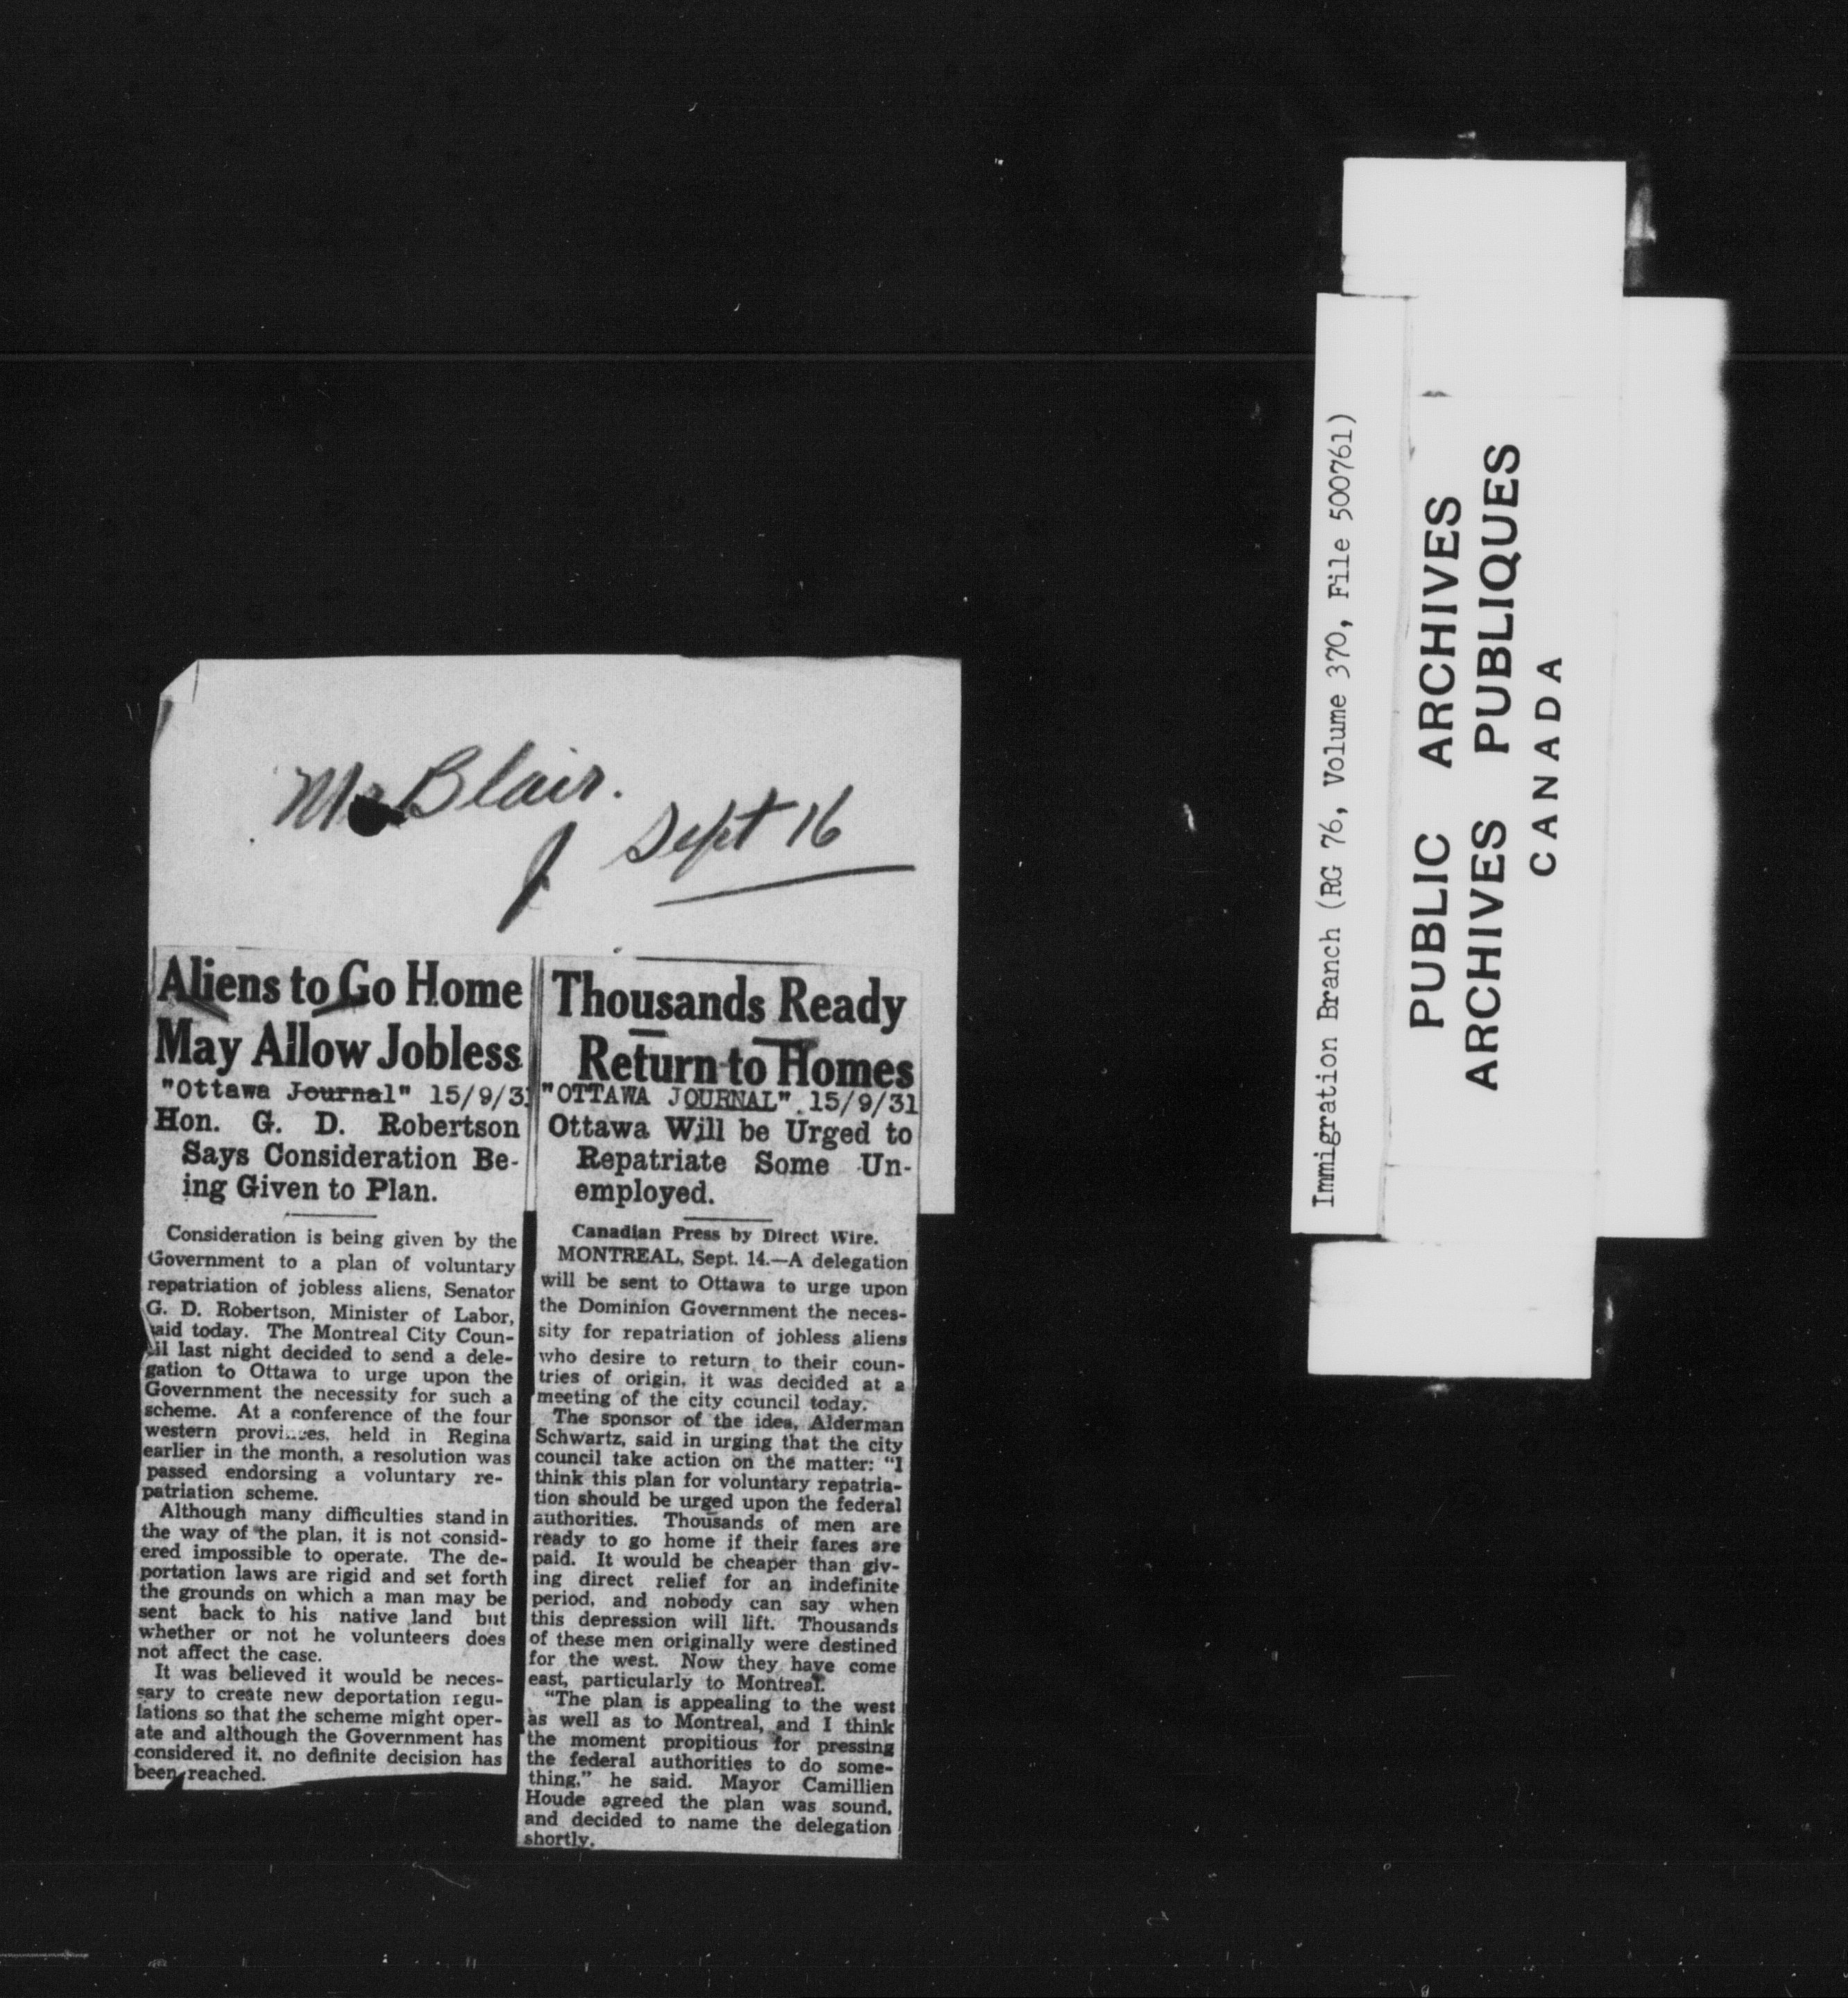 Mr Blair.
J Sept 16
Aliens to Go Home
May Allow Jobless
"Ottawa Journal" 15/9/31
Hon. G. D. Robertson
Says Consideration Be-
ing Given to Plan.
Consideration is being given by the
Government to a plan of voluntary
repatriation of jobless aliens, Senator
G. D. Robertson, Minister of Labor,
said today. The Montreal City Coun-
cil last night decided to send a dele-
gation to Ottawa to urge upon the
Government the necessity for such a
scheme. At a conference of the four
western provinces, held in Regina
earlier in the month, a resolution was
passed endorsing a voluntary re-
patriation scheme.
Although many difficulties stand in
the way of the plan, it is not consid-
ered impossible to operate. The de-
portation laws are rigid and set forth
the grounds on which a man may be
sent back to his native land but
whether or not he volunteers does
not affect the case.
It was believed it would be neces-
sary to create new deportation regu-
lations so that the scheme might oper-
ate and although the Government has
considered it, no definite decision has
been reached.
Thousands Ready
Return to Homes
"OTTAWA JOURNAL" 15/9/31
Ottawa Will be Urged to
Repatriate Some Un-
employed.
Canadian Press by Direct Wire.
MONTREAL, Sept. 14.—A delegation
will be sent to Ottawa to urge upon
the Dominion Government the neces-
sity for repatriation of jobless aliens
who desire to return to their coun-
tries of origin, it was decided at a
meeting of the city council today.
The sponsor of the idea, Alderman
Schwartz, said in urging that the city
council take action on the matter: "I
think this plan for voluntary repatria-
tion should be urged upon the federal
authorities. Thousands of men are
ready to go home if their fares are
paid. It would be cheaper than giv-
ing direct relief for an indefinite
period, and nobody can say when
this depression will lift. Thousands
of these men originally were destined
for the west. Now they have come
east, particularly to Montreal.
"The plan is appealing to the west
as well as to Montreal, and I think
the moment propitious for pressing
the federal authorities to do some-
thing," he said. Mayor Camillien
Houde agreed the plan was sound,
and decided to name the delegation
shortly.
Immigration Branch (RG 76, Volume 370, File 500761)
PUBLIC ARCHIVES
ARCHIVES PUBLIQUES
CANADA